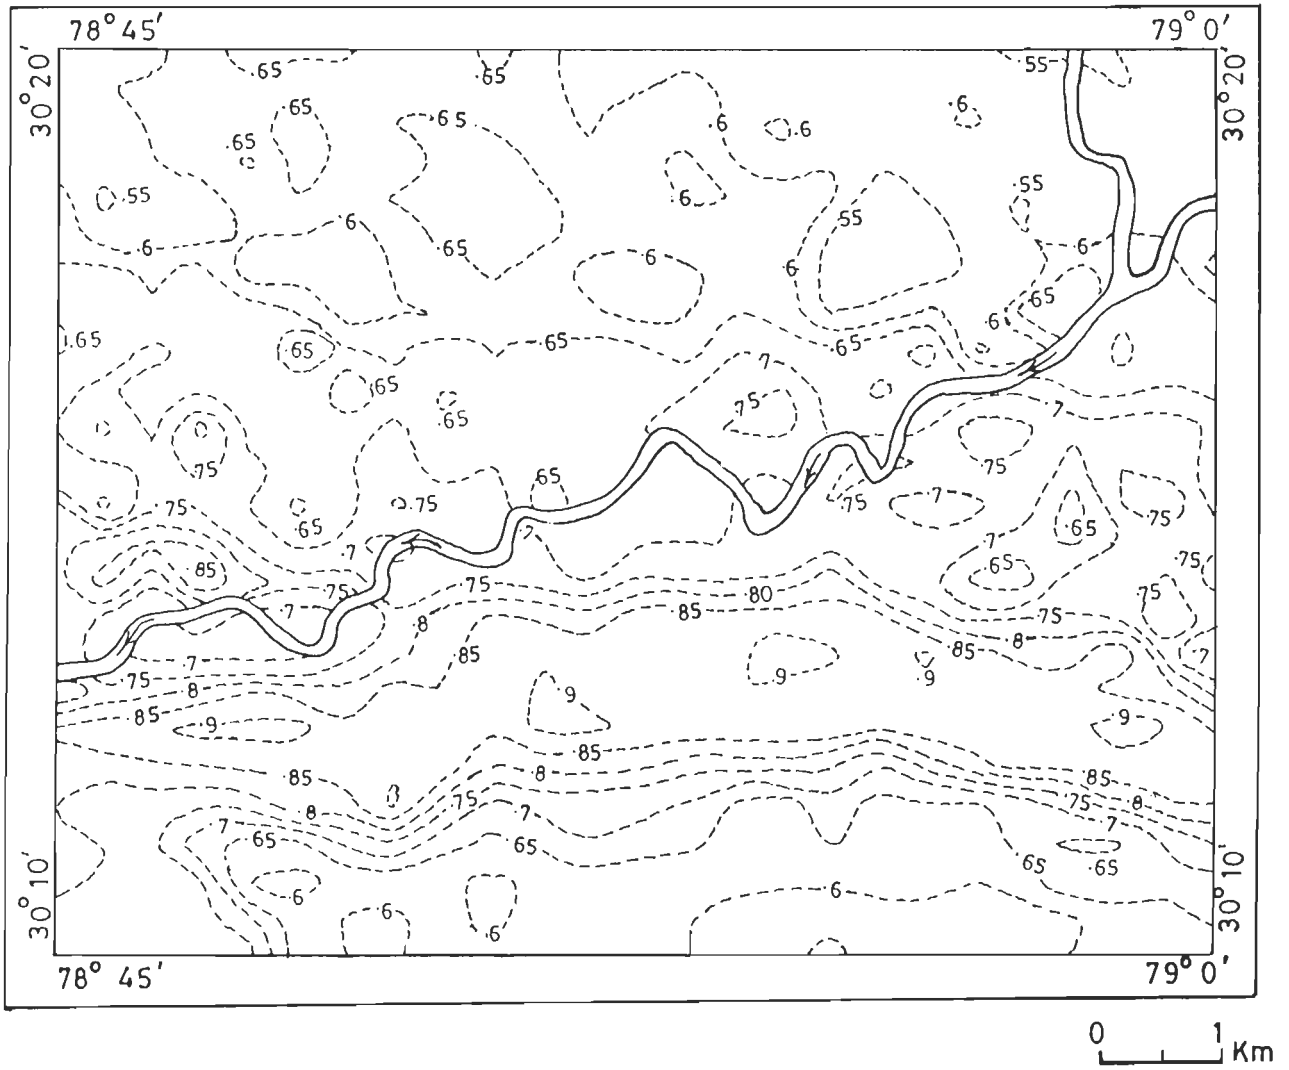 78° 45′ 79° 0′
30° 20′ 30° 20′
.65 .65 .55
.65 .65 .6 .6 .6
.65
.55 .6 .55
.6 .55
.6 .65 .6 .6 .6
.65 .6
.65 .65 .65 .65
.65 .7
.65 .75 .7
.75 .65 .75 .75
.75 .65 .75 .7 .65 .75
.7 .7
.85 .75 .75 .65 .75
.7 .80 .85 .75
.8 .75
.7 .85 .8 .85 .7
.75 .8 .9 .9
.85 .9 .9 .9
.85 .85 .85
.8 .8 .75 .75 .8
.7 .7 .7
.65 .65 .65 .65
.6 .6 .6
.6
30° 10′ 30° 10′
78° 45′ 79° 0′
0 1
Km